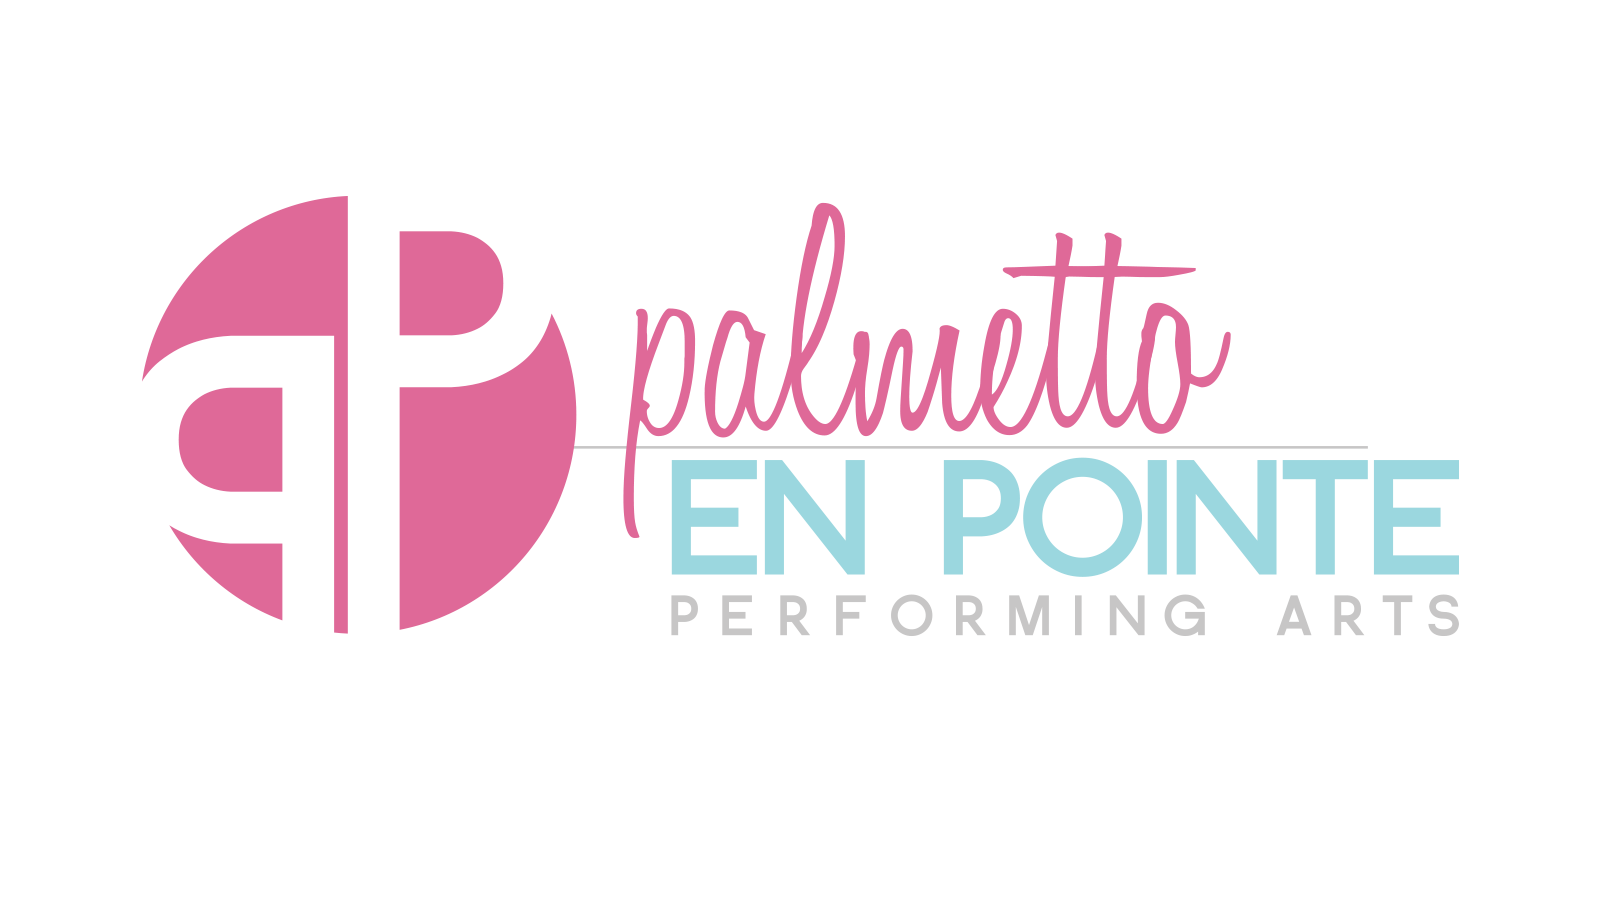 palmetto
EN POINTE
PERFORMING ARTS